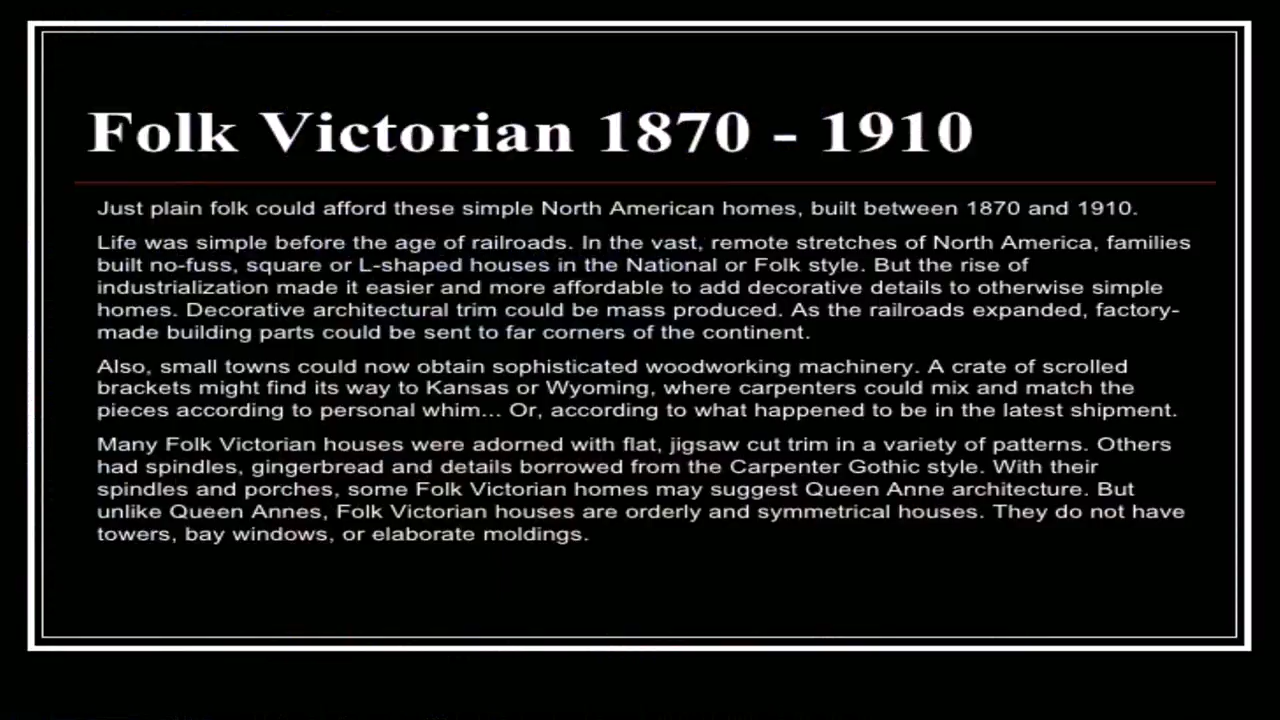 Folk Victorian 1870 - 1910
Just plain folk could afford these simple North American homes, built between 1870 and 1910.
Life was simple before the age of railroads. In the vast, remote stretches of North America, families
built no-fuss, square or L-shaped houses in the National or Folk style. But the rise of
industrialization made it easier and more affordable to add decorative details to otherwise simple
homes. Decorative architectural trim could be mass produced. As the railroads expanded, factory-
made building parts could be sent to far corners of the continent.
Also, small towns could now obtain sophisticated woodworking machinery. A crate of scrolled
brackets might find its way to Kansas or Wyoming, where carpenters could mix and match the
pieces according to personal whim... Or, according to what happened to be in the latest shipment.
Many Folk Victorian houses were adorned with flat, jigsaw cut trim in a variety of patterns. Others
had spindles, gingerbread and details borrowed from the Carpenter Gothic style. With their
spindles and porches, some Folk Victorian homes may suggest Queen Anne architecture. But
unlike Queen Annes, Folk Victorian houses are orderly and symmetrical houses. They do not have
towers, bay windows, or elaborate moldings.